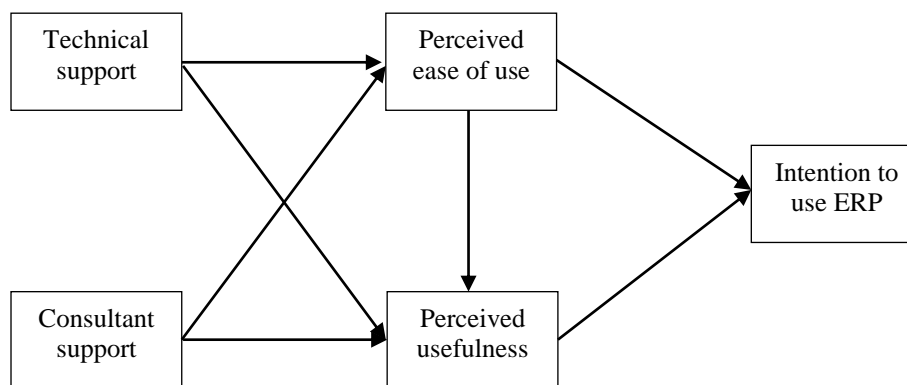 Technical
support
Perceived
ease of use
Intention to
use ERP
Consultant
support
Perceived
usefulness